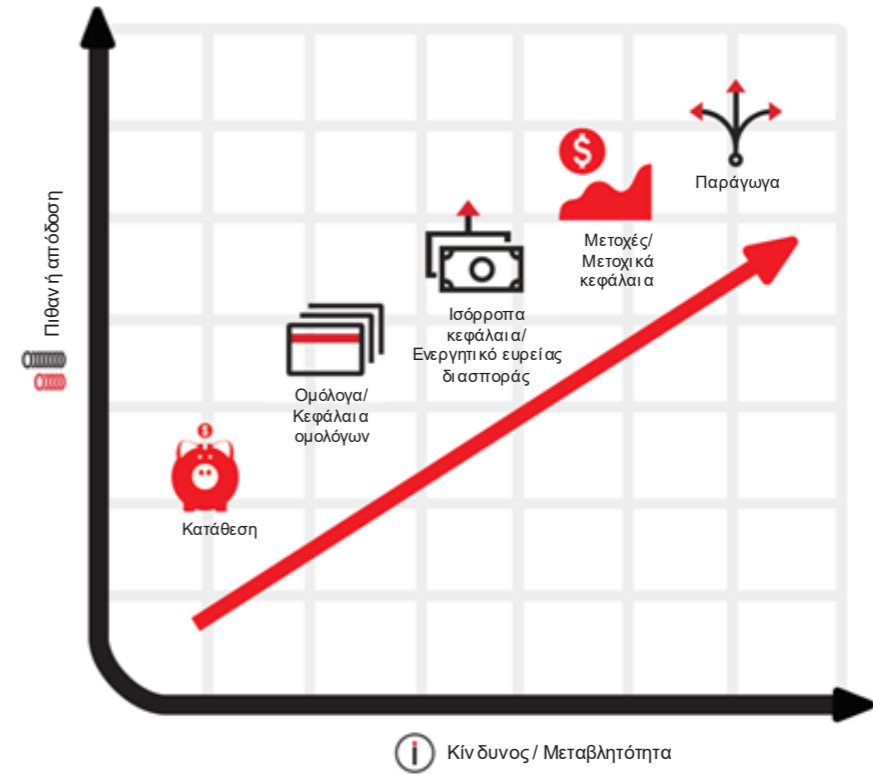 Πιθανή απόδοση
$
Παράγωγα
$
Μετοχές/
Μετοχικά
κεφάλαια
Ισόρροπα
κεφάλαια/
Ενεργητικό ευρείας
διασποράς
Ομόλογα/
Κεφάλαια
ομολόγων
Κατάθεση
i Κίνδυνος / Μεταβλητότητα